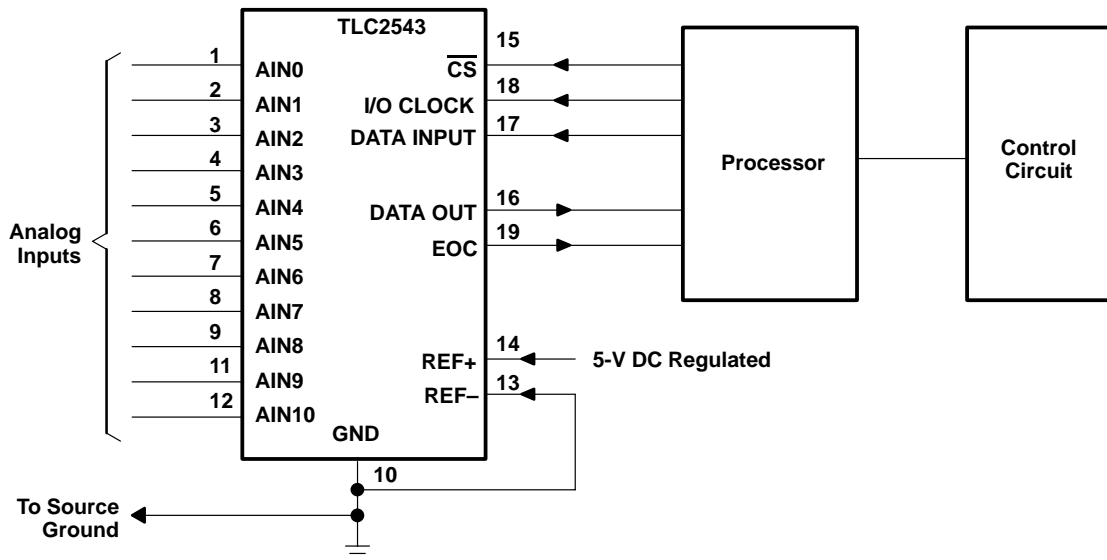 TLC2543
Analog
Inputs
1
AIN0
2
AIN1
3
AIN2
4
AIN3
5
AIN4
6
AIN5
7
AIN6
8
AIN7
9
AIN8
11
AIN9
12
AIN10
15
CS
18
I/O CLOCK
17
DATA INPUT
16
DATA OUT
19
EOC
14
REF+
5-V DC Regulated
13
REF–
GND
10
To Source
Ground
Processor
Control
Circuit